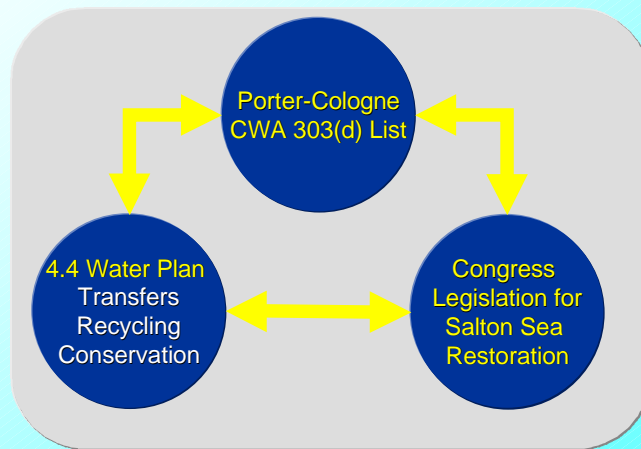 Porter-Cologne
CWA 303(d) List
4.4 Water Plan
Transfers
Recycling
Conservation
Congress
Legislation for
Salton Sea
Restoration